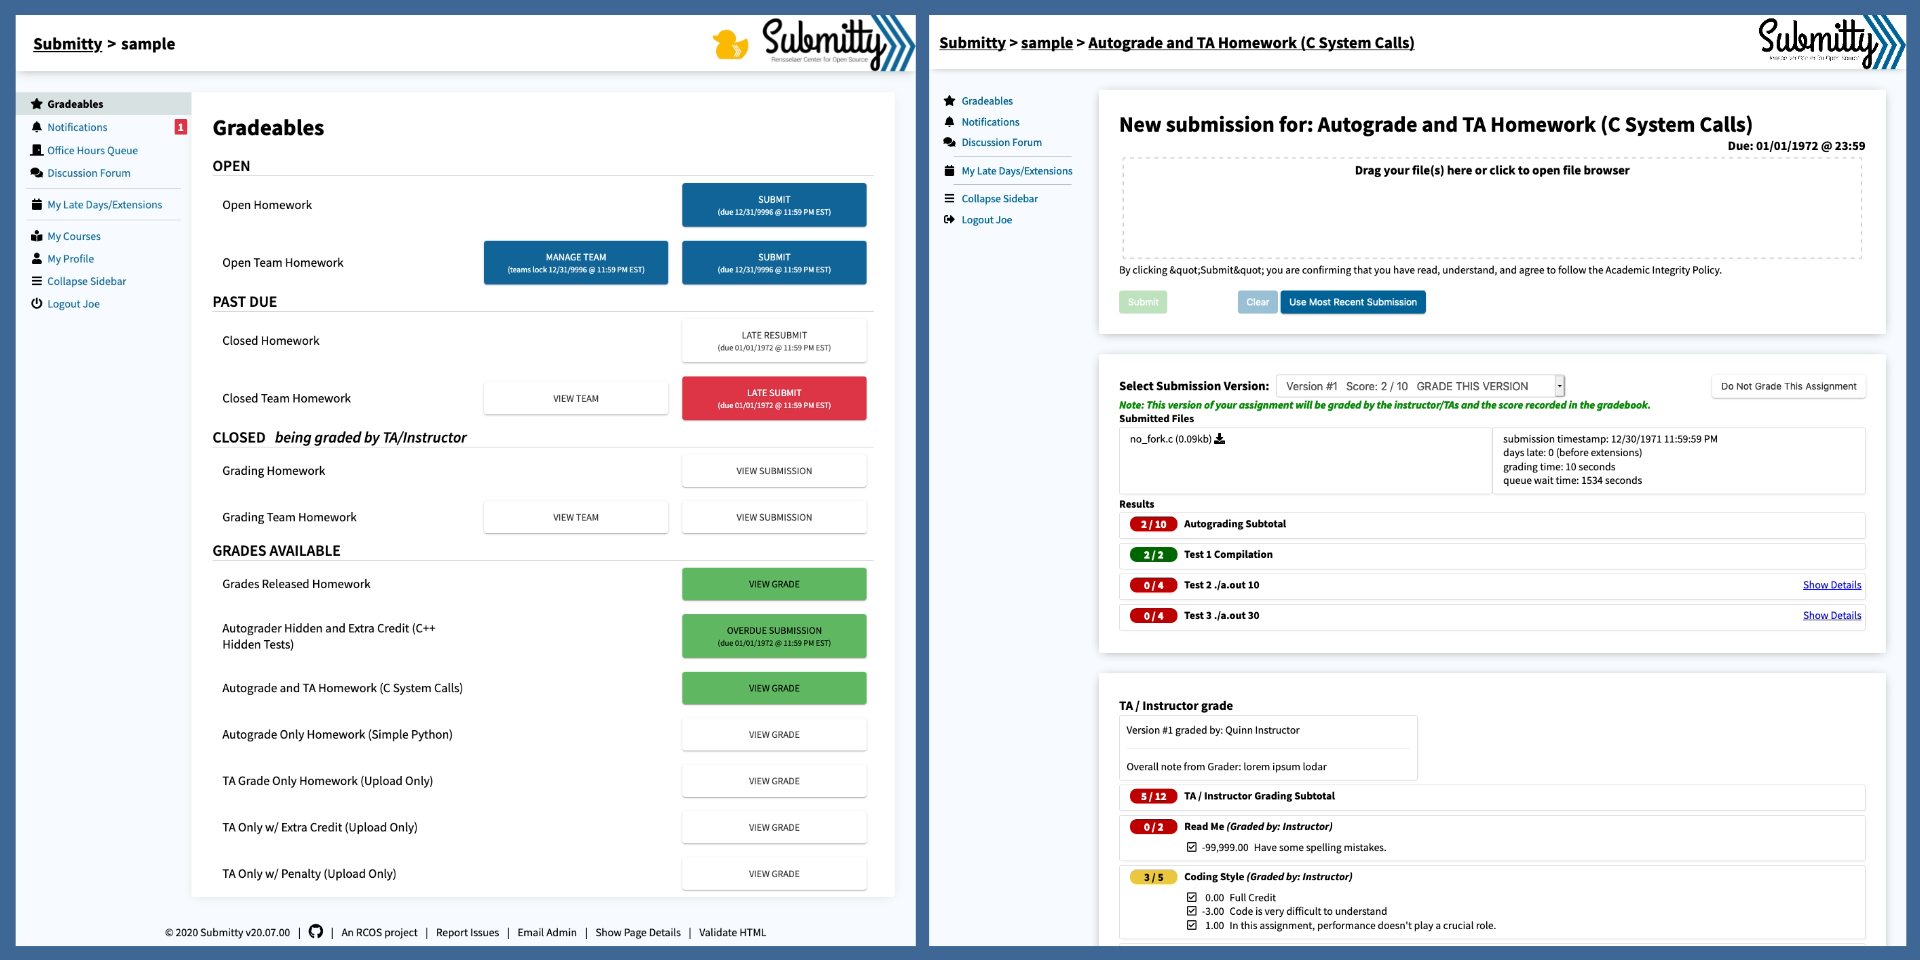 Submitty > sample
Submitty
Rensselaer Center for Open Source
Gradeables
Notifications 1
Office Hours Queue
Discussion Forum
My Late Days/Extensions
My Courses
My Profile
Collapse Sidebar
Logout Joe
Gradeables
OPEN
Open Homework
SUBMIT
(due 12/31/9996 @ 11:59 PM EST)
Open Team Homework
MANAGE TEAM
(teams lock 12/31/9996 @ 11:59 PM EST)
SUBMIT
(due 12/31/9996 @ 11:59 PM EST)
PAST DUE
Closed Homework
LATE RESUBMIT
(due 01/01/1972 @ 11:59 PM EST)
Closed Team Homework
VIEW TEAM
LATE SUBMIT
(due 01/01/1972 @ 11:59 PM EST)
CLOSED being graded by TA/Instructor
Grading Homework
VIEW SUBMISSION
Grading Team Homework
VIEW TEAM
VIEW SUBMISSION
GRADES AVAILABLE
Grades Released Homework
VIEW GRADE
Autograder Hidden and Extra Credit (C++
Hidden Tests)
OVERDUE SUBMISSION
(due 01/01/1972 @ 11:59 PM EST)
Autograde and TA Homework (C System Calls)
VIEW GRADE
Autograde Only Homework (Simple Python)
VIEW GRADE
TA Grade Only Homework (Upload Only)
VIEW GRADE
TA Only w/ Extra Credit (Upload Only)
VIEW GRADE
TA Only w/ Penalty (Upload Only)
VIEW GRADE
© 2020 Submitty v20.07.00 | | An RCOS project | Report Issues | Email Admin | Show Page Details | Validate HTML
Submitty > sample > Autograde and TA Homework (C System Calls)
Submitty
Rensselaer Center for Open Source
Gradeables
Notifications
Discussion Forum
My Late Days/Extensions
Collapse Sidebar
Logout Joe
New submission for: Autograde and TA Homework (C System Calls)
Due: 01/01/1972 @ 23:59
Drag your file(s) here or click to open file browser
By clicking &quot;Submit&quot; you are confirming that you have read, understand, and agree to follow the Academic Integrity Policy.
Submit
Clear
Use Most Recent Submission
Select Submission Version: Version #1 Score: 2 / 10 GRADE THIS VERSION
Do Not Grade This Assignment
Note: This version of your assignment will be graded by the instructor/TAs and the score recorded in the gradebook.
Submitted Files
no_fork.c (0.09kb)
submission timestamp: 12/30/1971 11:59:59 PM
days late: 0 (before extensions)
grading time: 10 seconds
queue wait time: 1534 seconds
Results
2 / 10 Autograding Subtotal
2 / 2 Test 1 Compilation
0 / 4 Test 2 ./a.out 10 Show Details
0 / 4 Test 3 ./a.out 30 Show Details
TA / Instructor grade
Version #1 graded by: Quinn Instructor
Overall note from Grader: lorem ipsum lodar
5 / 12 TA / Instructor Grading Subtotal
0 / 2 Read Me (Graded by: Instructor)
-99,999.00 Have some spelling mistakes.
3 / 5 Coding Style (Graded by: Instructor)
0.00 Full Credit
-3.00 Code is very difficult to understand
1.00 In this assignment, performance doesn't play a crucial role.